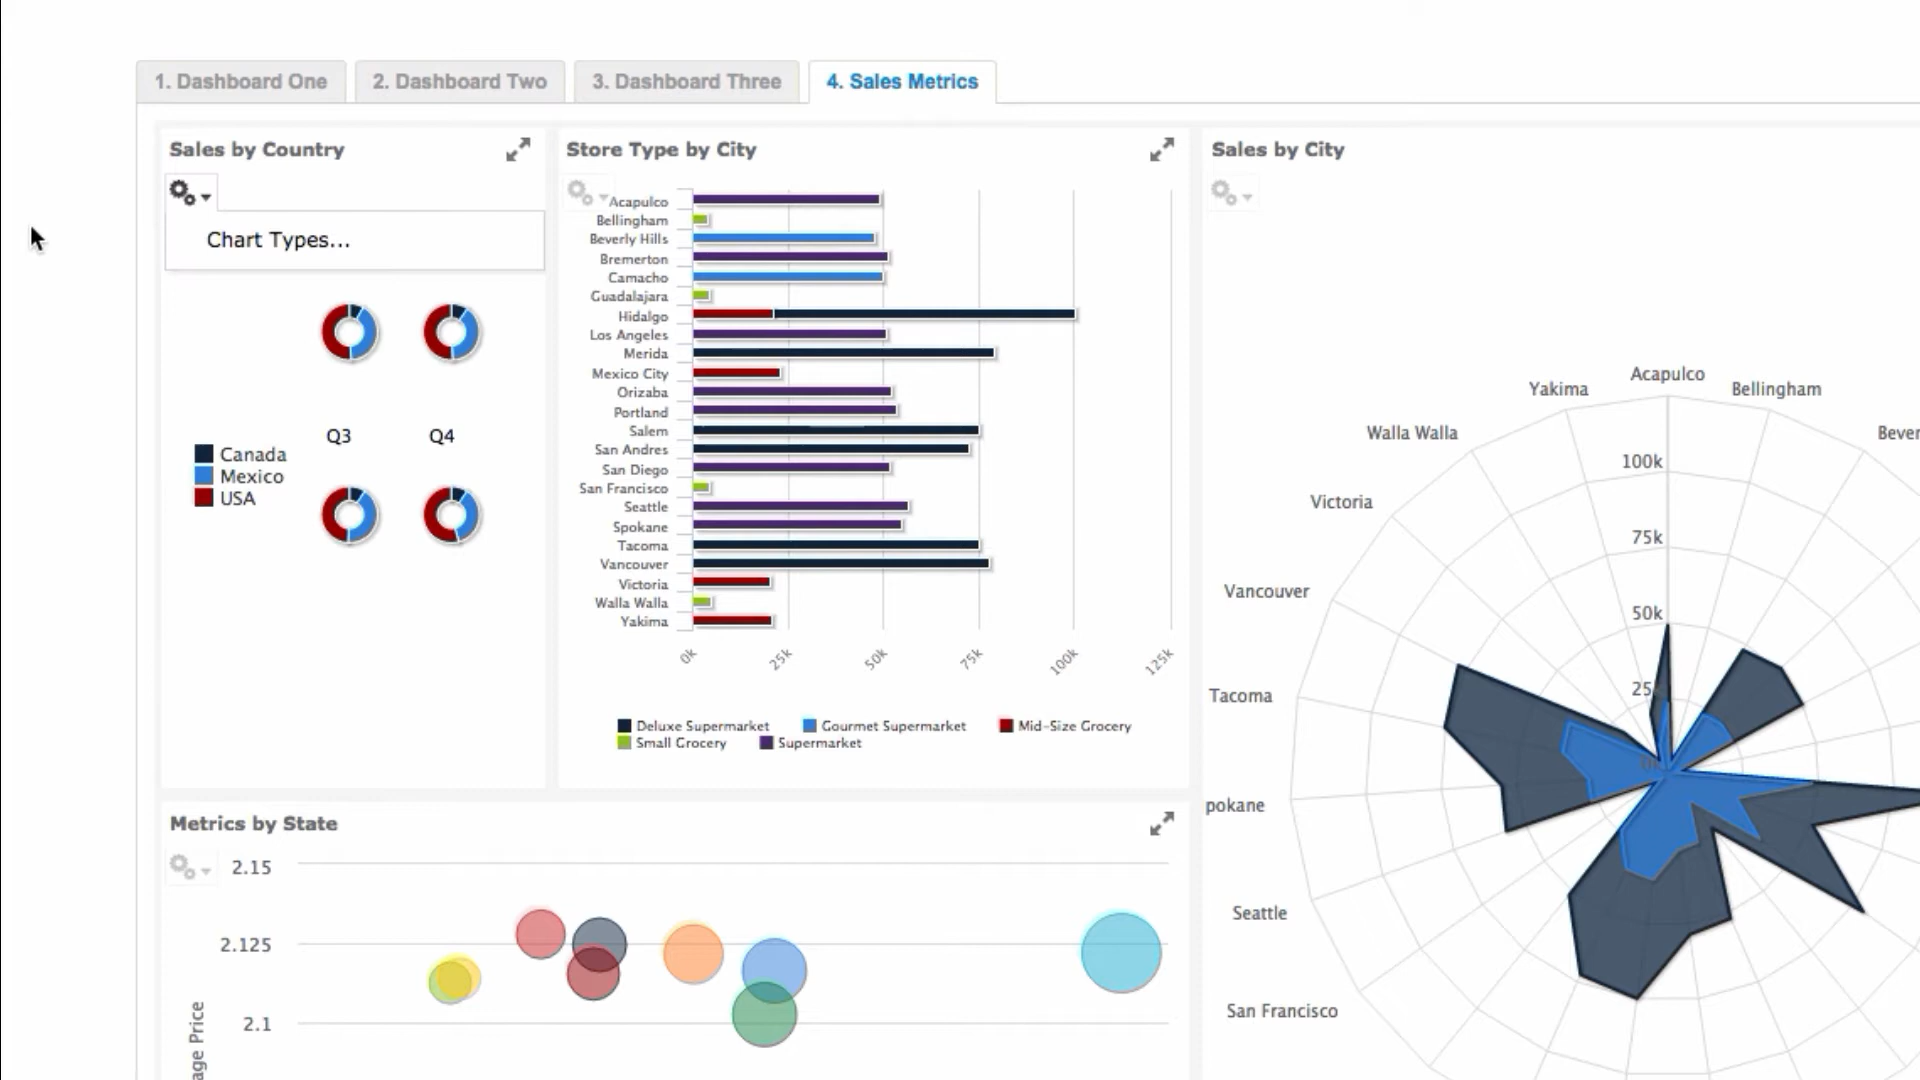 1. Dashboard One
2. Dashboard Two
3. Dashboard Three
4. Sales Metrics
Sales by Country
Chart Types...
Q3
Q4
Canada
Mexico
USA
Store Type by City
Acapulco
Bellingham
Beverly Hills
Bremerton
Camacho
Guadalajara
Hidalgo
Los Angeles
Merida
Mexico City
Orizaba
Portland
Salem
San Andres
San Diego
San Francisco
Seattle
Spokane
Tacoma
Vancouver
Victoria
Walla Walla
Yakima
0k
25k
50k
75k
100k
125k
Deluxe Supermarket
Gourmet Supermarket
Mid-Size Grocery
Small Grocery
Supermarket
Sales by City
Acapulco
Yakima
Bellingham
Walla Walla
Bever
100k
Victoria
75k
Vancouver
50k
Tacoma
25k
pokane
Seattle
San Francisco
Metrics by State
2.15
2.125
2.1
age Price